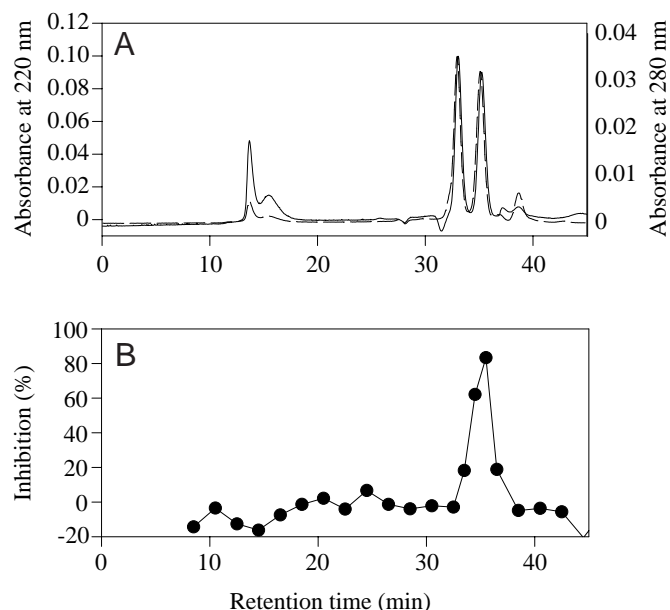 A
Absorbance at 220 nm
0.12
0.10
0.08
0.06
0.04
0.02
0
0.04
0.03
0.02
0.01
0
Absorbance at 280 nm
0 10 20 30 40
B
Inhibition (%)
100
80
60
40
20
0
-20
0 10 20 30 40
Retention time (min)